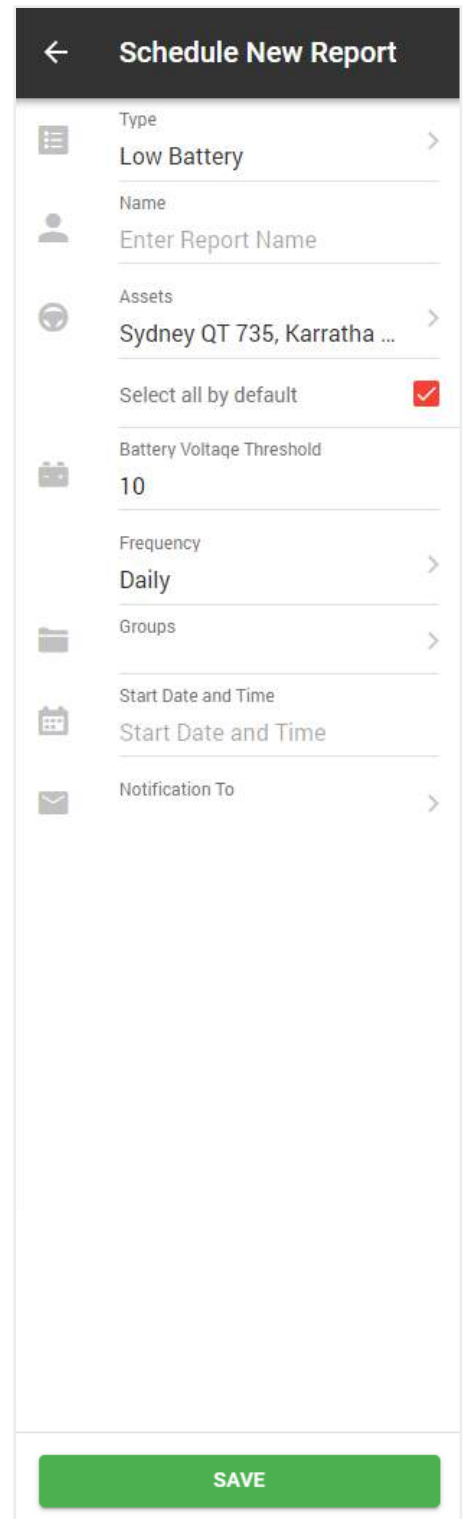 Schedule New Report
Type
Low Battery
Name
Enter Report Name
Assets
Sydney QT 735, Karratha ...
Select all by default
Battery Voltage Threshold
10
Frequency
Daily
Groups
Start Date and Time
Start Date and Time
Notification To
SAVE